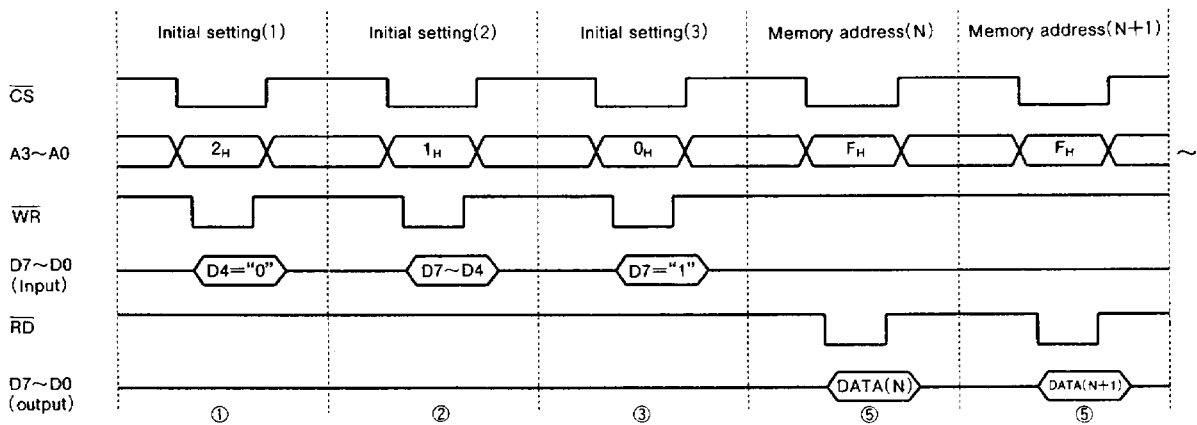 Initial setting(1) Initial setting(2) Initial setting(3) Memory address(N) Memory address(N+1)
CS
A3~A0 2H 1H 0H FH FH ~
WR
D7~D0 D4="0" D7~D4 D7="1"
(Input)
RD
D7~D0 DATA(N) DATA(N+1)
(output)
① ② ③ ⑤ ⑤